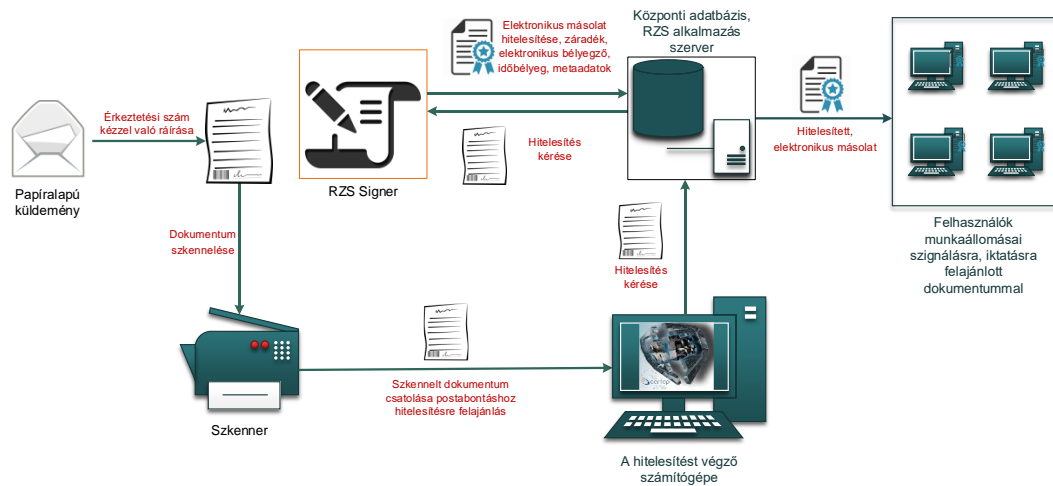 Elektronikus másolat
hitelesítése, záradék,
elektronikus bélyegző,
időbélyeg, metaadatok
Központi adatbázis,
RZS alkalmazás
szerver
Érkeztetési szám
kézzel való ráírása
Hitelesítés
kérése
Hitelesített,
elektronikus másolat
Papíralapú
küldemény
RZS Signer
Felhasználók
munkaállomásai
szignálásra, iktatásra
felajánlott
dokumentummal
Dokumentum
szkennelése
Hitelesítés
kérése
Szkennelt dokumentum
csatolása postabontáshoz
hitelesítésre felajánlás
Szkenner
A hitelesítést végző
számítógépe